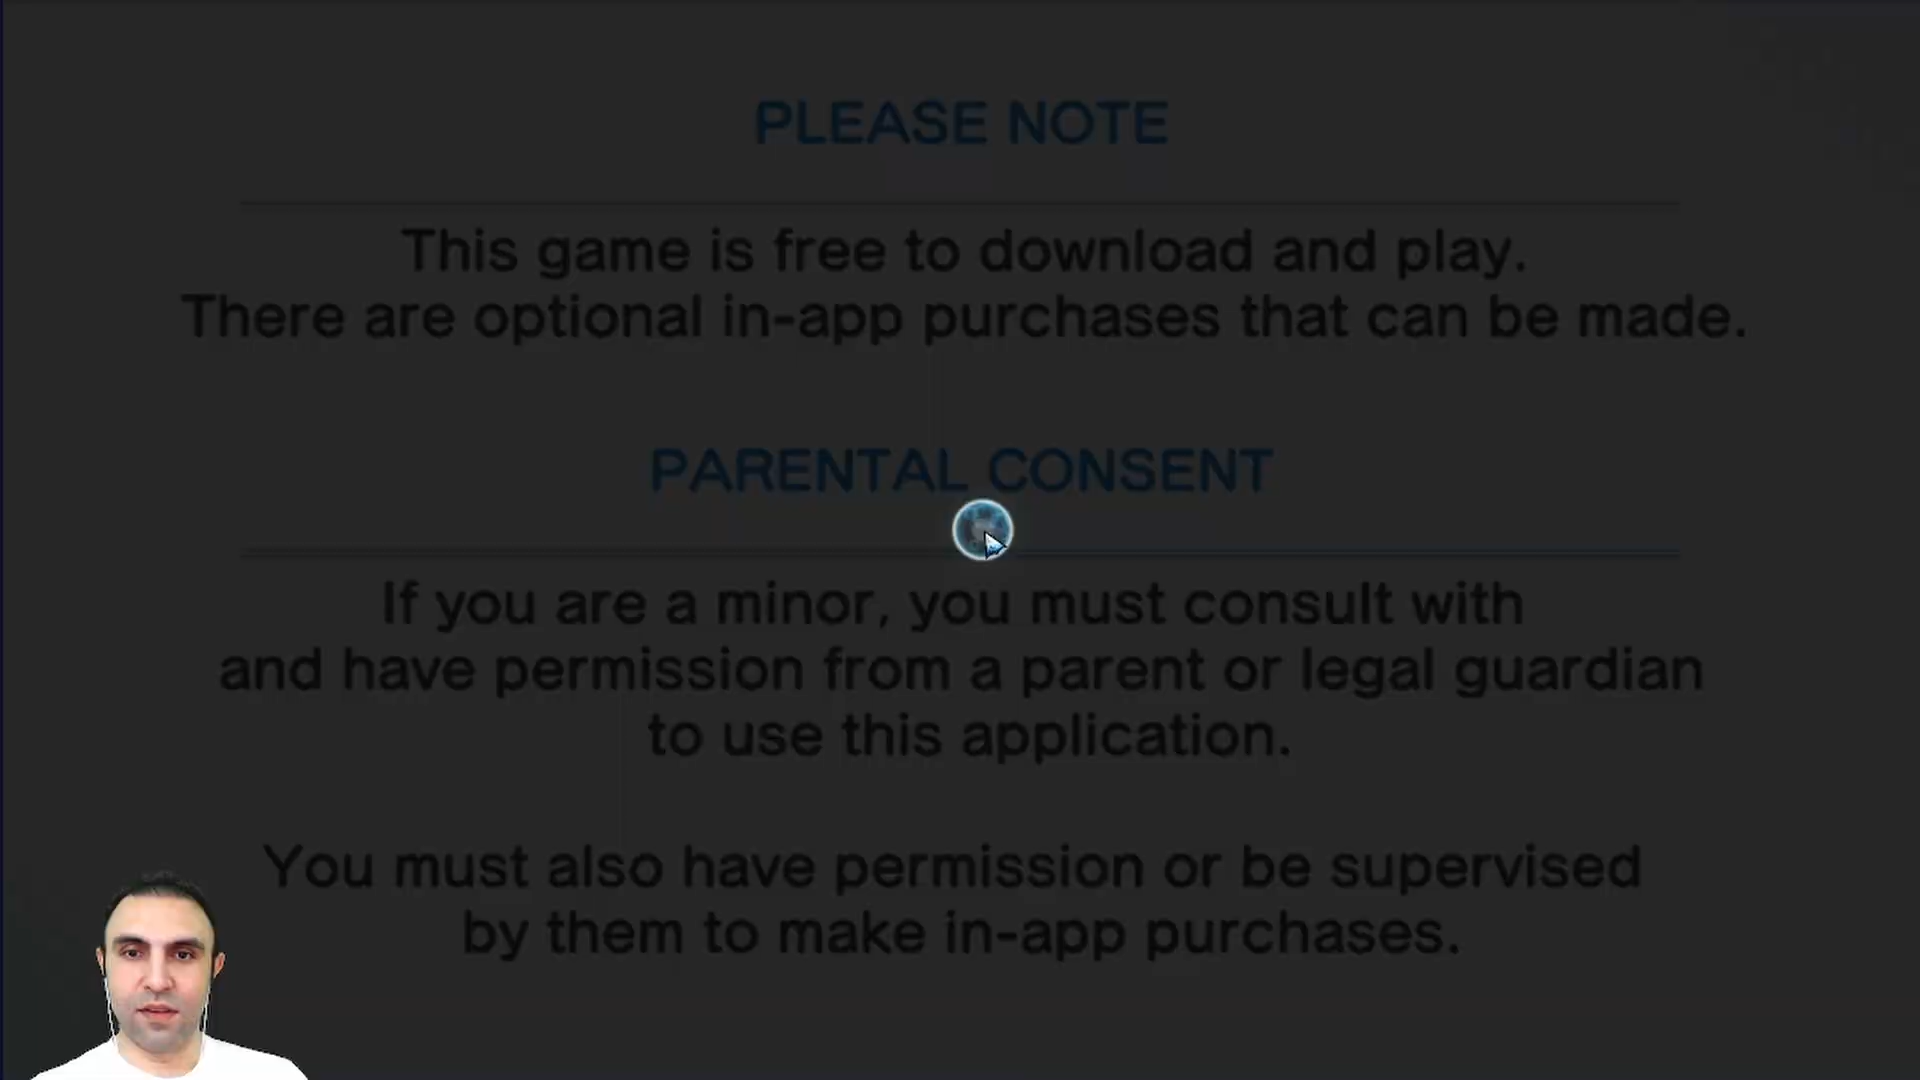 PLEASE NOTE
This game is free to download and play.
There are optional in-app purchases that can be made.
PARENTAL CONSENT
If you are a minor, you must consult with
and have permission from a parent or legal guardian
to use this application.
You must also have permission or be supervised
by them to make in-app purchases.